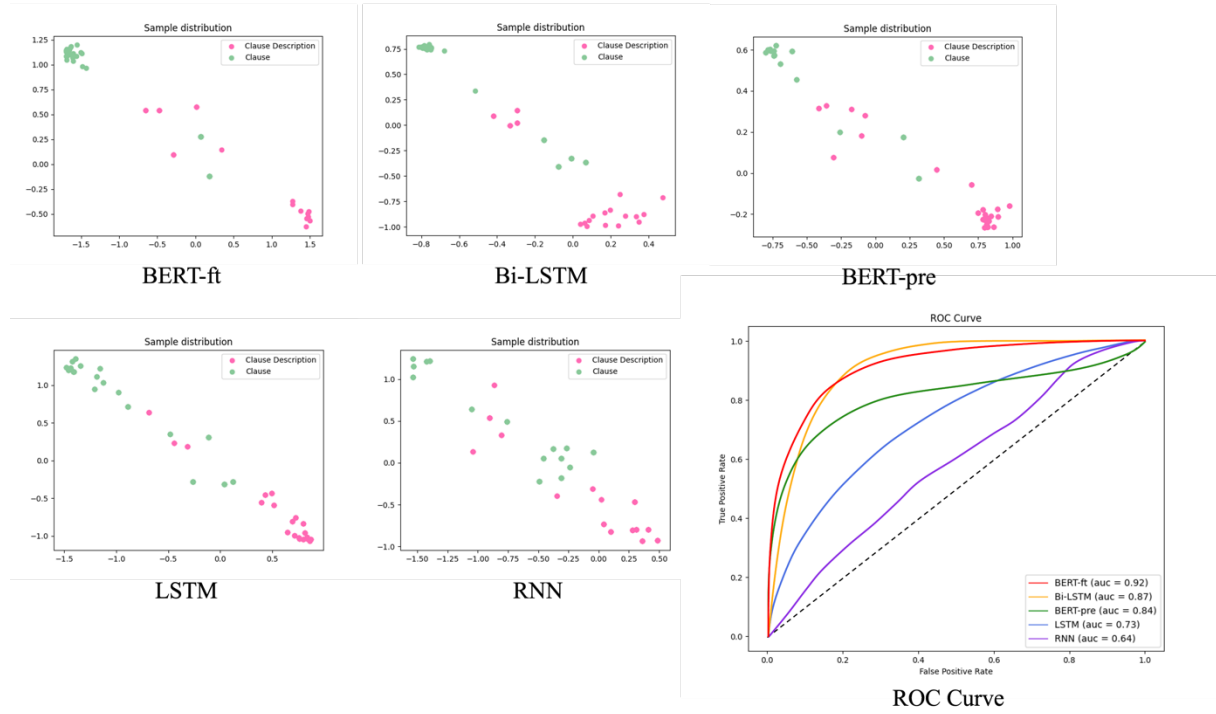 Sample distribution
Clause Description
Clause
1.25
1.00
0.75
0.50
0.25
0.00
−0.25
−0.50
−1.5 −1.0 −0.5 0.0 0.5 1.0 1.5
BERT-ft
Sample distribution
Clause Description
Clause
0.75
0.50
0.25
0.00
−0.25
−0.50
−0.75
−1.00
−0.8 −0.6 −0.4 −0.2 0.0 0.2 0.4
Bi-LSTM
Sample distribution
Clause Description
Clause
0.6
0.4
0.2
0.0
−0.2
−0.75 −0.50 −0.25 0.00 0.25 0.50 0.75 1.00
BERT-pre
Sample distribution
Clause Description
Clause
1.0
0.5
0.0
−0.5
−1.0
−1.5 −1.0 −0.5 0.0 0.5
LSTM
Sample distribution
Clause Description
Clause
1.0
0.5
0.0
−0.5
−1.0
−1.50 −1.25 −1.00 −0.75 −0.50 −0.25 0.00 0.25 0.50
RNN
ROC Curve
True Positive Rate
1.0
0.8
0.6
0.4
0.2
0.0
BERT-ft (auc = 0.92)
Bi-LSTM (auc = 0.87)
BERT-pre (auc = 0.84)
LSTM (auc = 0.73)
RNN (auc = 0.64)
0.0 0.2 0.4 0.6 0.8 1.0
False Positive Rate
ROC Curve